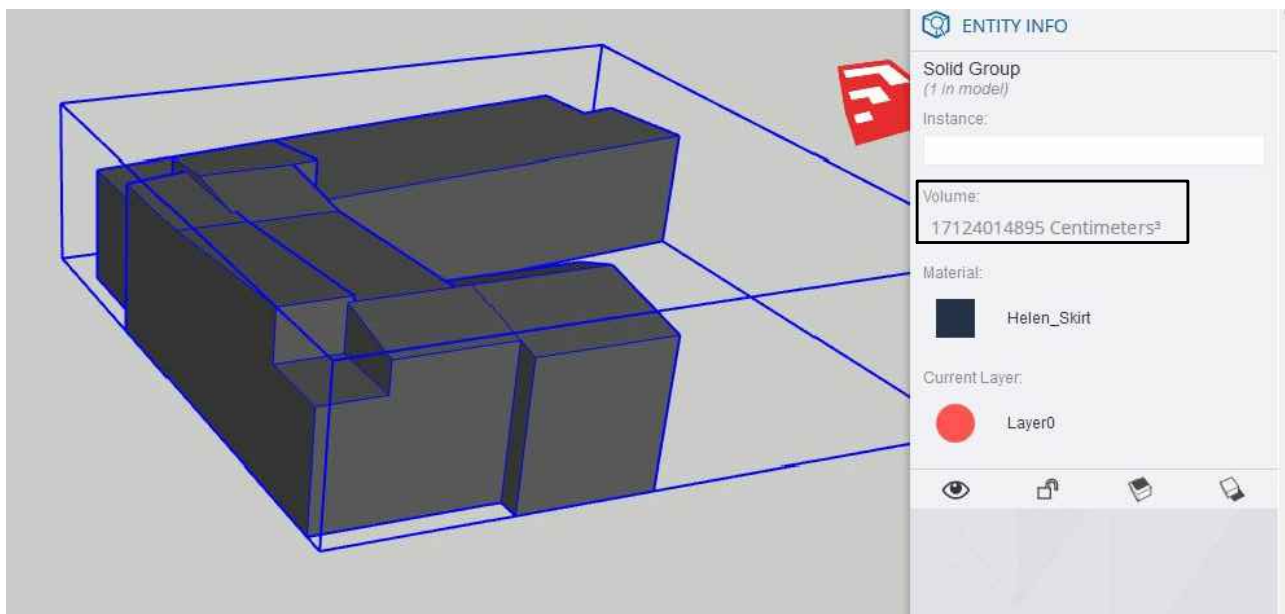 ENTITY INFO
Solid Group
(1 in model)
Instance:
Volume:
17124014895 Centimeters³
Material:
Helen_Skirt
Current Layer:
Layer0